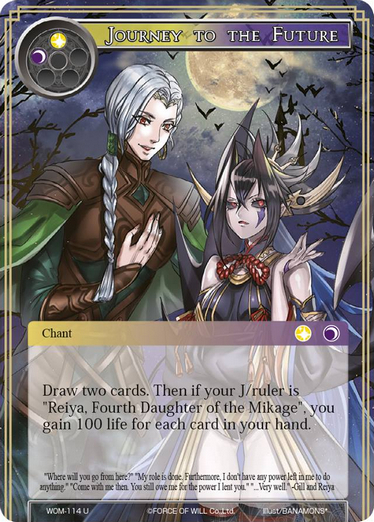 Journey to the Future
Chant
Draw two cards. Then if your J/ruler is
"Reiya, Fourth Daughter of the Mikage", you
gain 100 life for each card in your hand.
"Where will you go from here?" "My role is done. Furthermore, I don't have any power left in me to do
anything." "Come with me then. You still owe me for the power I lent you." "...Very well." -Gill and Reiya
WOM-114 U
©FORCE OF WILL Co.,Ltd.
Illust/BANAMON8*